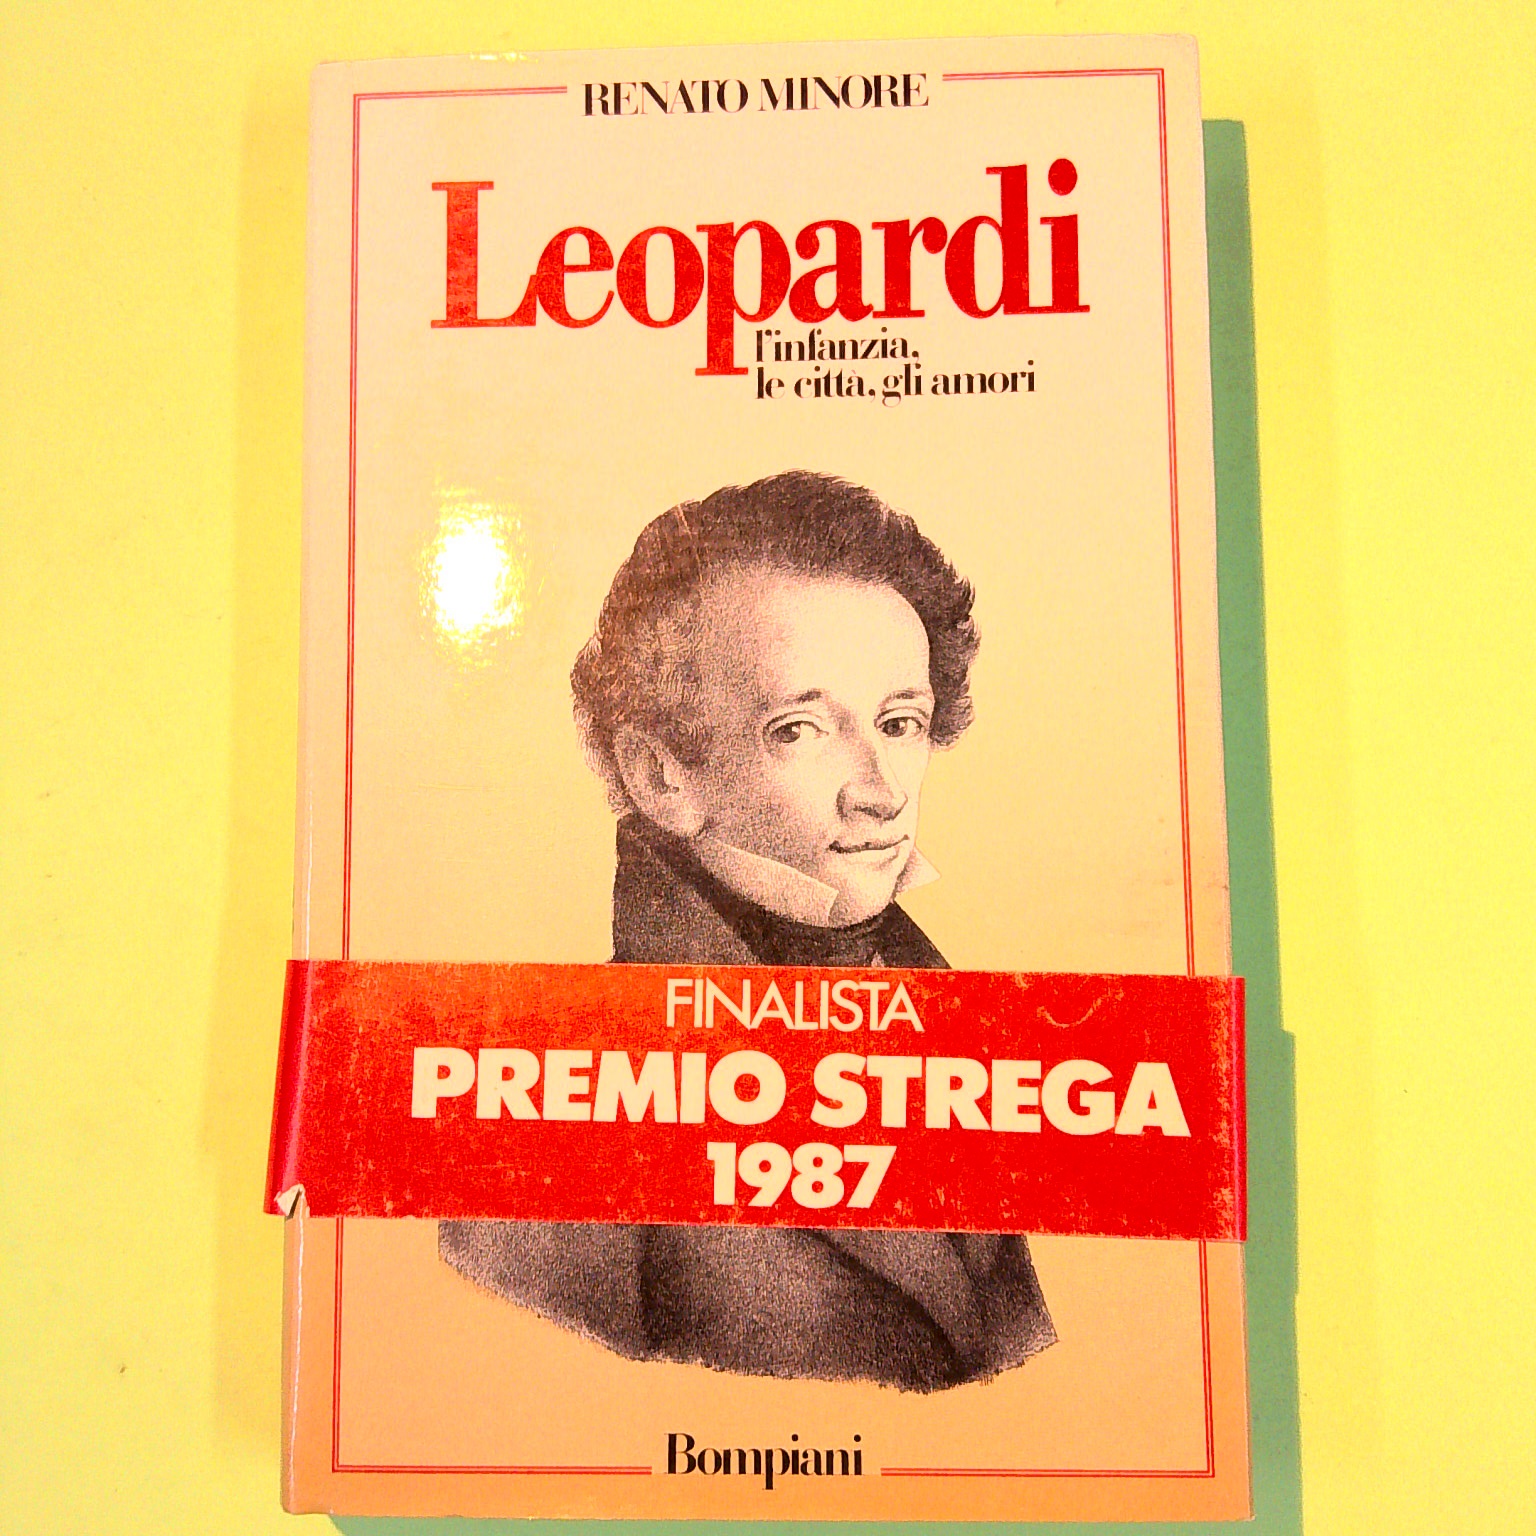 RENATO MINORE
Leopardi
l'infanzia,
le città, gli amori
FINALISTA
PREMIO STREGA
1987
Bompiani